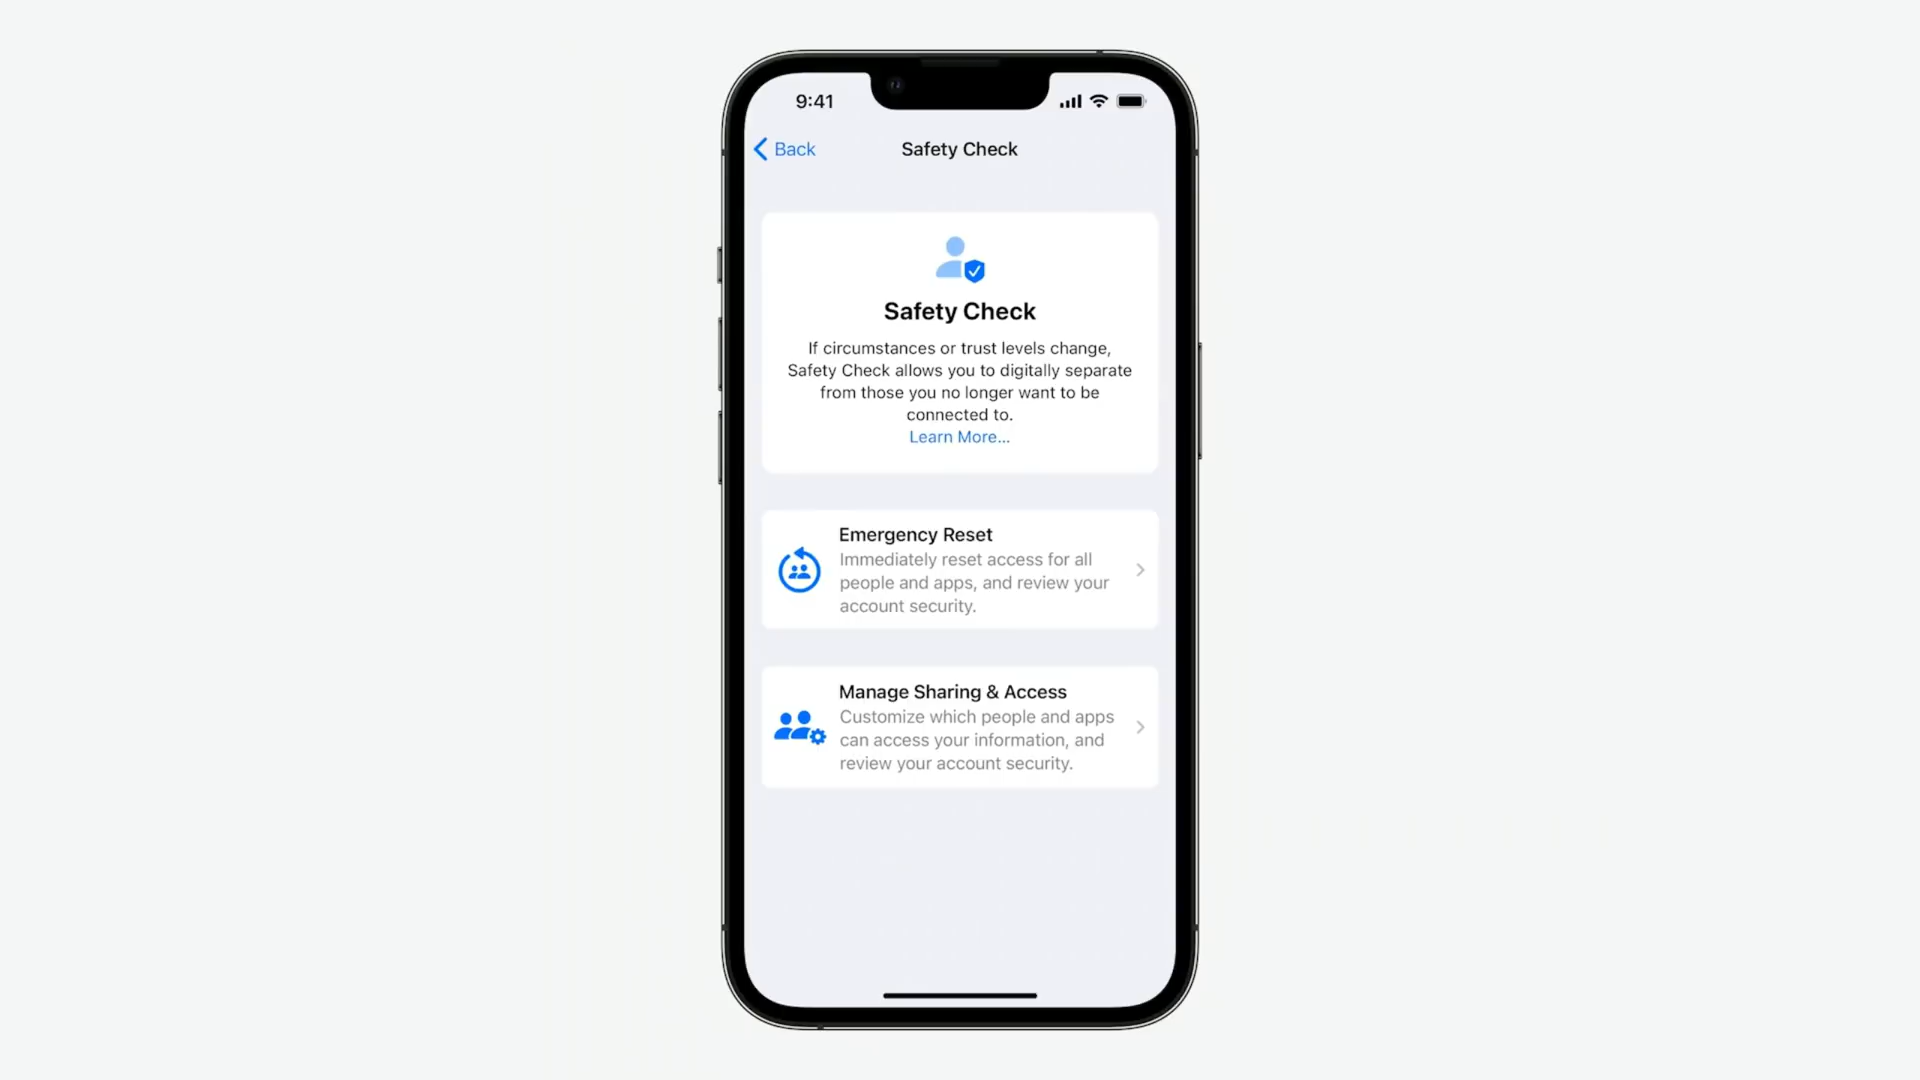 9:41
Back
Safety Check
Safety Check
If circumstances or trust levels change,
Safety Check allows you to digitally separate
from those you no longer want to be
connected to.
Learn More...
Emergency Reset
Immediately reset access for all
people and apps, and review your
account security.
Manage Sharing & Access
Customize which people and apps
can access your information, and
review your account security.